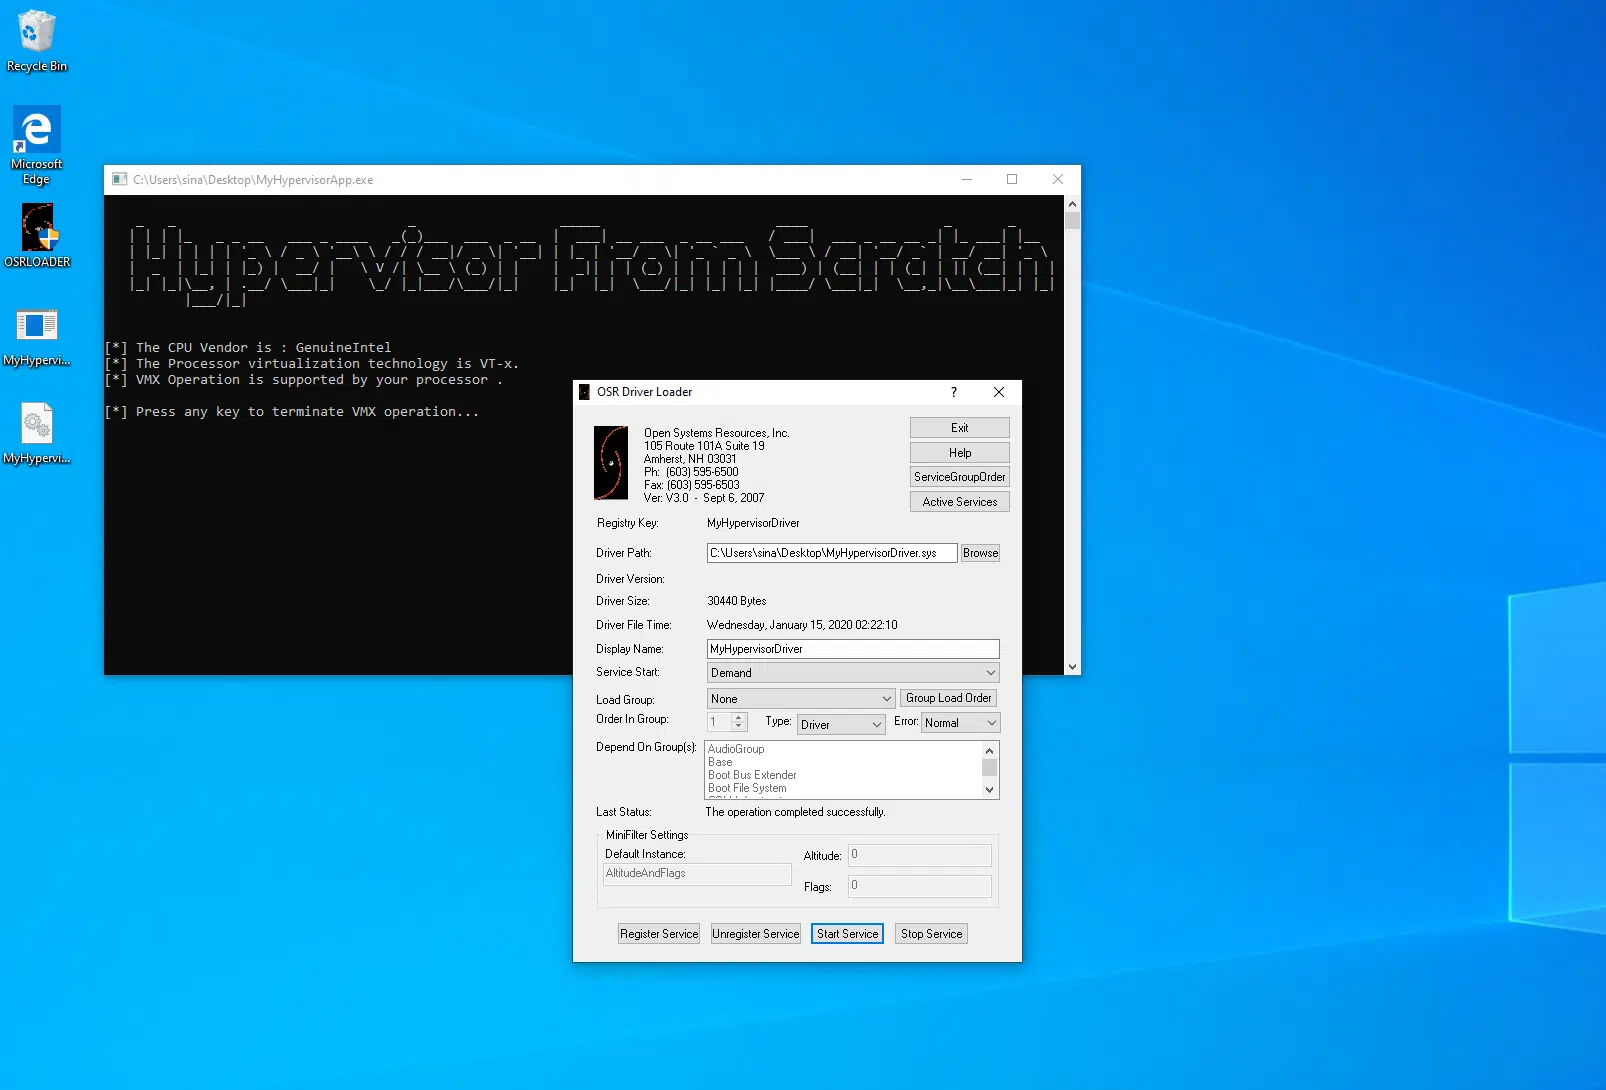 Recycle Bin
Microsoft
Edge
OSRLOADER
MyHypervi...
MyHypervi...
C:\Users\sina\Desktop\MyHypervisorApp.exe
Hypervisor From Scratch
[*] The CPU Vendor is : GenuineIntel
[*] The Processor virtualization technology is VT-x.
[*] VMX Operation is supported by your processor .
[*] Press any key to terminate VMX operation...
OSR Driver Loader
?
Open Systems Resources, Inc.
105 Route 101A Suite 19
Amherst, NH 03031
Ph: (603) 595-6500
Fax: (603) 595-6503
Ver: V3.0 - Sept 6, 2007
Exit
Help
ServiceGroupOrder
Active Services
Registry Key: MyHypervisorDriver
Driver Path: C:\Users\sina\Desktop\MyHypervisorDriver.sys Browse
Driver Version:
Driver Size: 30440 Bytes
Driver File Time: Wednesday, January 15, 2020 02:22:10
Display Name: MyHypervisorDriver
Service Start: Demand
Load Group: None Group Load Order
Order In Group: 1 Type: Driver Error: Normal
Depend On Group(s): AudioGroup
Base
Boot Bus Extender
Boot File System
Last Status: The operation completed successfully.
MiniFilter Settings
Default Instance:
AltitudeAndFlags
Altitude: 0
Flags: 0
Register Service Unregister Service Start Service Stop Service